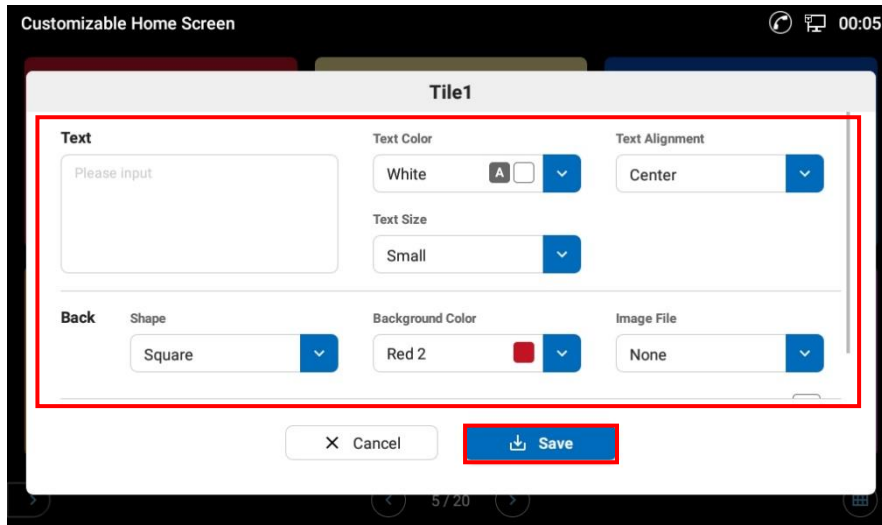 Customizable Home Screen
00:05
Tile1
Text
Please input
Text Color
White
A
Text Alignment
Center
Text Size
Small
Back
Shape
Square
Background Color
Red 2
Image File
None
Cancel
Save
5/20